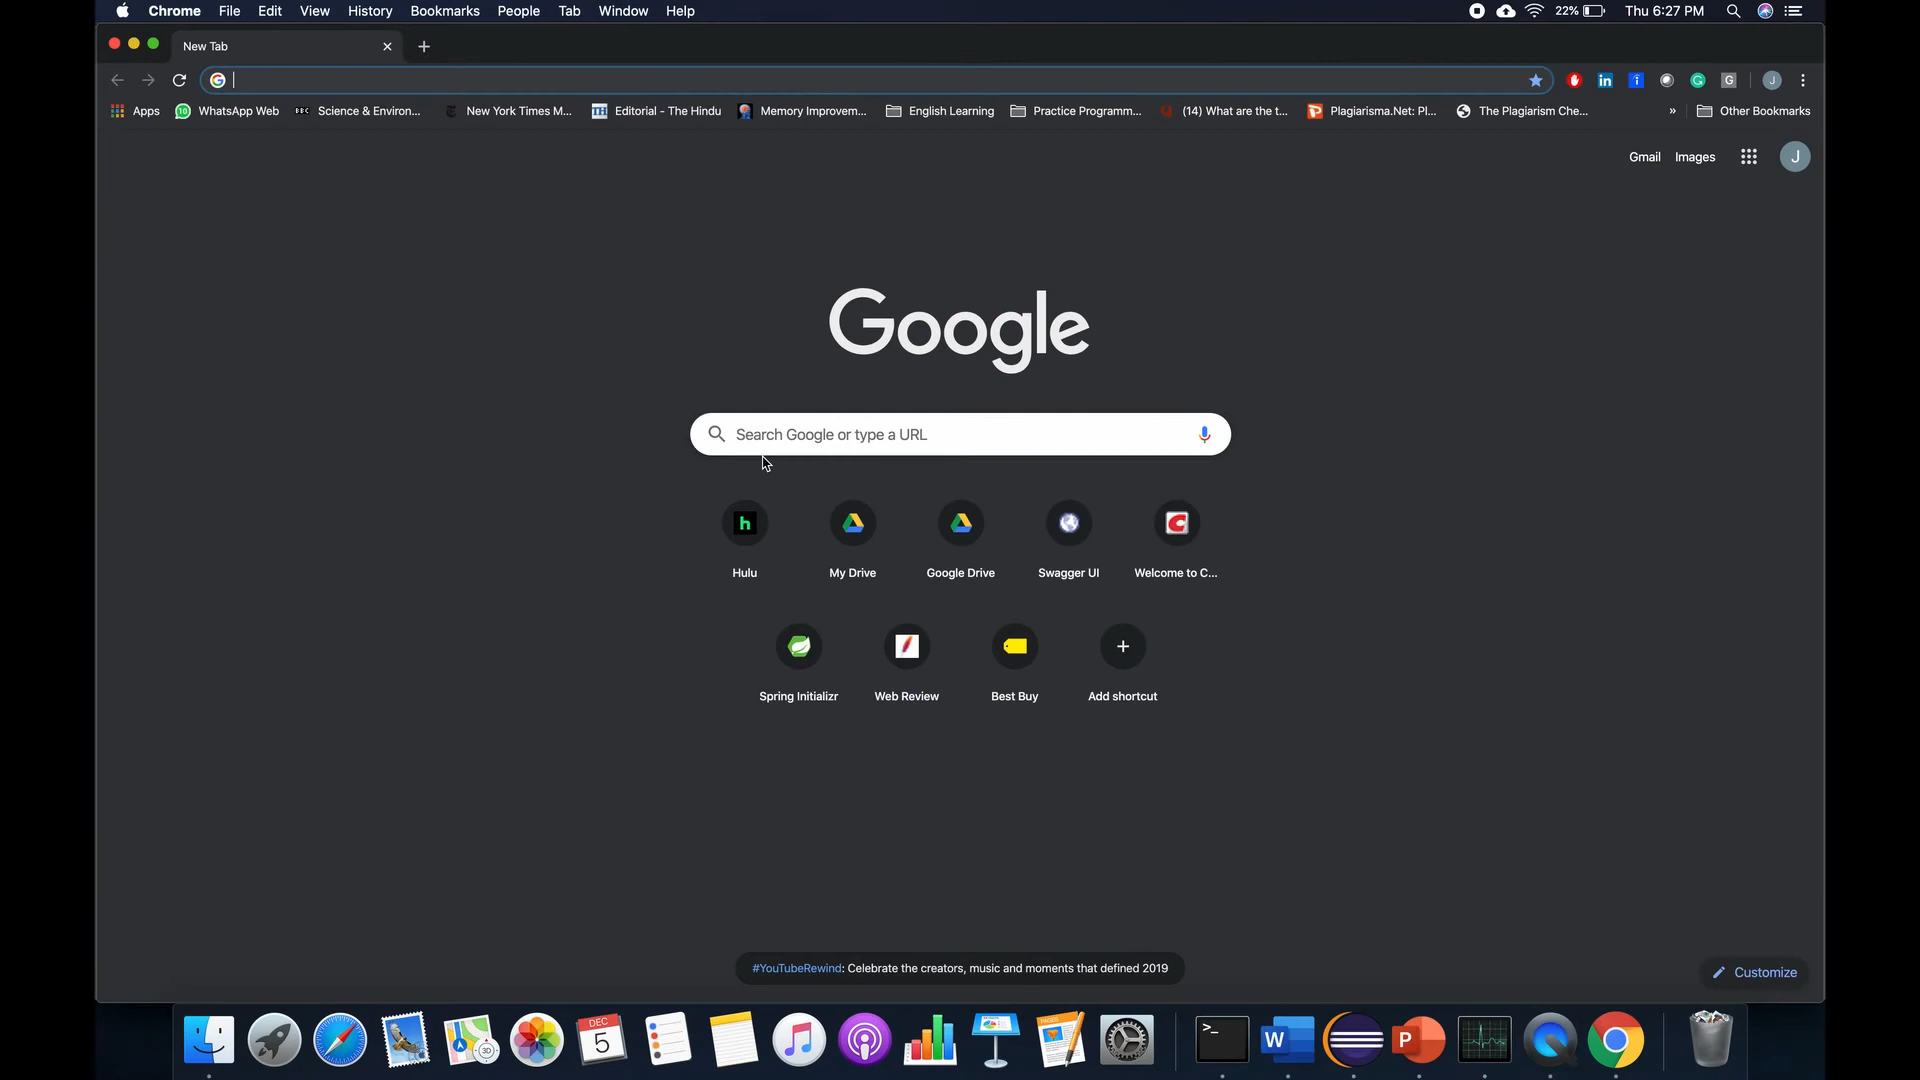 Chrome File Edit View History Bookmarks People Tab Window Help 22% Thu 6:27 PM
New Tab
Apps WhatsApp Web BBC Science & Environ... New York Times M... Editorial - The Hindu Memory Improvem... English Learning Practice Programm... (14) What are the t... Plagiarisma.Net: Pl... The Plagiarism Che... » Other Bookmarks
Gmail Images J
Google
Search Google or type a URL
Hulu My Drive Google Drive Swagger UI Welcome to C...
Spring Initializr Web Review Best Buy Add shortcut
#YouTubeRewind: Celebrate the creators, music and moments that defined 2019
Customize
DEC
5
3D
PAGES
>_
W
P